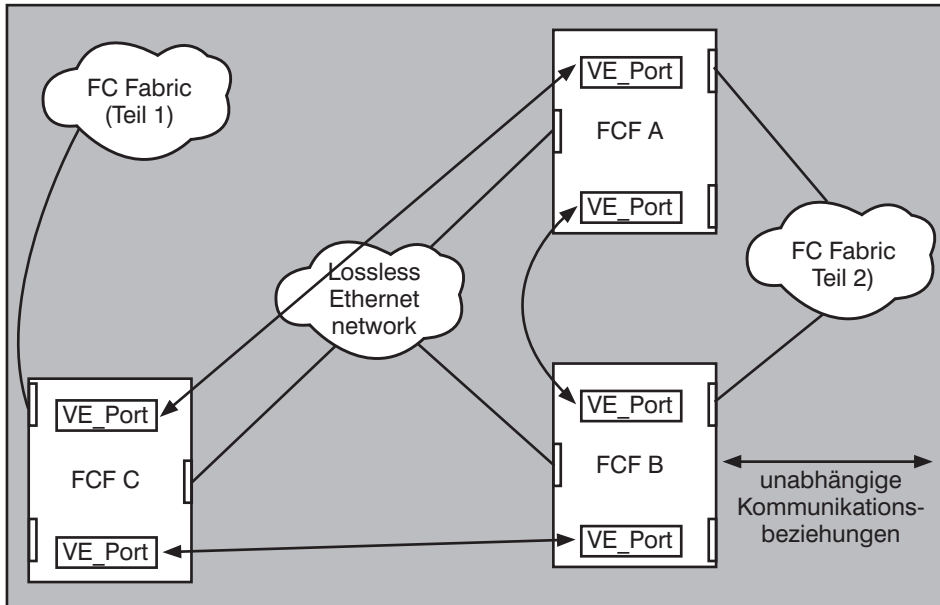 FC Fabric
(Teil 1)
VE_Port
FCF A
VE_Port
FC Fabric
Teil 2)
Lossless
Ethernet
network
VE_Port
FCF C
VE_Port
VE_Port
FCF B
VE_Port
unabhängige
Kommunikations-
beziehungen